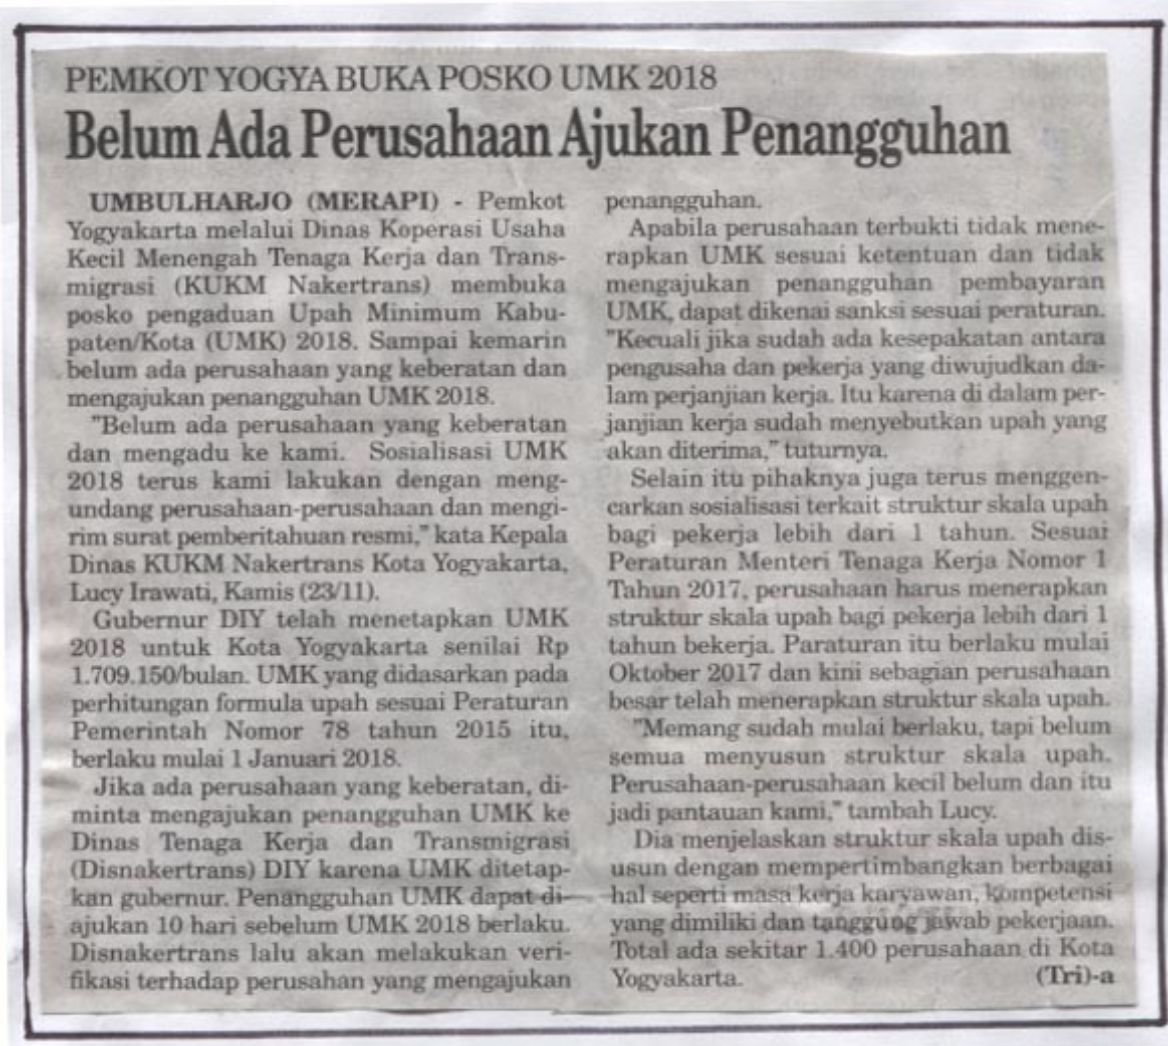 PEMKOT YOGYA BUKA POSKO UMK 2018
Belum Ada Perusahaan Ajukan Penangguhan
UMBULHARJO (MERAPI) - Pemkot
Yogyakarta melalui Dinas Koperasi Usaha
Kecil Menengah Tenaga Kerja dan Trans-
migrasi (KUKM Nakertrans) membuka
posko pengaduan Upah Minimum Kabu-
paten/Kota (UMK) 2018. Sampai kemarin
belum ada perusahaan yang keberatan dan
mengajukan penangguhan UMK 2018.
"Belum ada perusahaan yang keberatan
dan mengadu ke kami. Sosialisasi UMK
2018 terus kami lakukan dengan meng-
undang perusahaan-perusahaan dan mengi-
rim surat pemberitahuan resmi," kata Kepala
Dinas KUKM Nakertrans Kota Yogyakarta,
Lucy Irawati, Kamis (23/11).
Gubernur DIY telah menetapkan UMK
2018 untuk Kota Yogyakarta senilai Rp
1.709.150/bulan. UMK yang didasarkan pada
perhitungan formula upah sesuai Peraturan
Pemerintah Nomor 78 tahun 2015 itu,
berlaku mulai 1 Januari 2018.
Jika ada perusahaan yang keberatan, di-
minta mengajukan penangguhan UMK ke
Dinas Tenaga Kerja dan Transmigrasi
(Disnakertrans) DIY karena UMK ditetap-
kan gubernur. Penangguhan UMK dapat di-
ajukan 10 hari sebelum UMK 2018 berlaku.
Disnakertrans lalu akan melakukan veri-
fikasi terhadap perusahan yang mengajukan
penangguhan.
Apabila perusahaan terbukti tidak mene-
rapkan UMK sesuai ketentuan dan tidak
mengajukan penangguhan pembayaran
UMK, dapat dikenai sanksi sesuai peraturan.
"Kecuali jika sudah ada kesepakatan antara
pengusaha dan pekerja yang diwujudkan da-
lam perjanjian kerja. Itu karena di dalam per-
janjian kerja sudah menyebutkan upah yang
akan diterima," tuturnya.
Selain itu pihaknya juga terus menggen-
carkan sosialisasi terkait struktur skala upah
bagi pekerja lebih dari 1 tahun. Sesuai
Peraturan Menteri Tenaga Kerja Nomor 1
Tahun 2017, perusahaan harus menerapkan
struktur skala upah bagi pekerja lebih dari 1
tahun bekerja. Paraturan itu berlaku mulai
Oktober 2017 dan kini sebagian perusahaan
besar telah menerapkan struktur skala upah.
"Memang sudah mulai berlaku, tapi belum
semua menyusun struktur skala upah.
Perusahaan-perusahaan kecil belum dan itu
jadi pantauan kami," tambah Lucy.
Dia menjelaskan struktur skala upah dis-
usun dengan mempertimbangkan berbagai
hal seperti masa kerja karyawan, kompetensi
yang dimiliki dan tanggung jawab pekerjaan.
Total ada sekitar 1.400 perusahaan di Kota
Yogyakarta. (Tri)-a